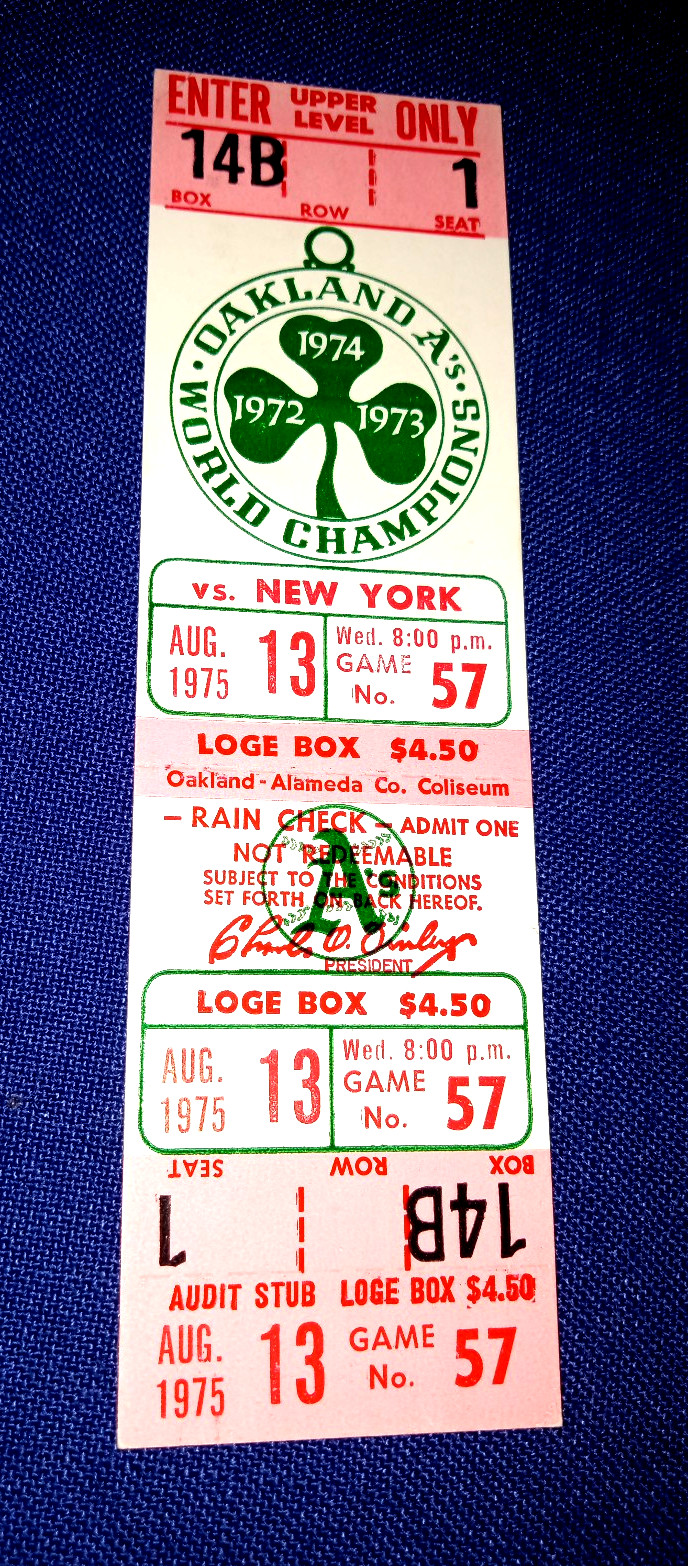 ENTER UPPER LEVEL ONLY
14B 1
BOX ROW SEAT
OAKLAND A's
1974
1972 1973
WORLD CHAMPIONS
vs. NEW YORK
AUG. 13 Wed. 8:00 p.m.
1975 GAME No. 57
LOGE BOX $4.50
Oakland-Alameda Co. Coliseum
— RAIN CHECK — ADMIT ONE
NOT REDEEMABLE
SUBJECT TO THE CONDITIONS
SET FORTH ON BACK HEREOF.
A's
Charles O. Finley
PRESIDENT
LOGE BOX $4.50
AUG. 13 Wed. 8:00 p.m.
1975 GAME No. 57
SEAT ROW BOX
1 14B
AUDIT STUB LOGE BOX $4.50
AUG. 13 GAME
1975 No. 57